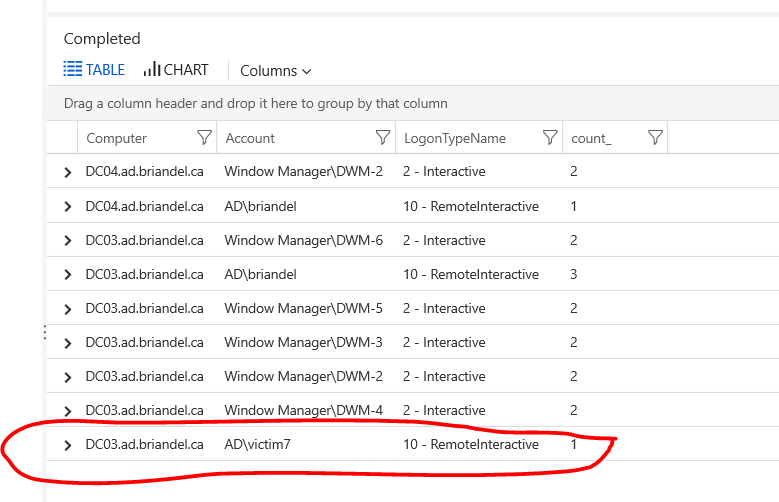 Completed
TABLE CHART Columns
Drag a column header and drop it here to group by that column
Computer Account LogonTypeName count_
DC04.ad.briandel.ca Window Manager\DWM-2 2 - Interactive 2
DC04.ad.briandel.ca AD\briandel 10 - RemoteInteractive 1
DC03.ad.briandel.ca Window Manager\DWM-6 2 - Interactive 2
DC03.ad.briandel.ca AD\briandel 10 - RemoteInteractive 3
DC03.ad.briandel.ca Window Manager\DWM-5 2 - Interactive 2
DC03.ad.briandel.ca Window Manager\DWM-3 2 - Interactive 2
DC03.ad.briandel.ca Window Manager\DWM-2 2 - Interactive 2
DC03.ad.briandel.ca Window Manager\DWM-4 2 - Interactive 2
DC03.ad.briandel.ca AD\victim7 10 - RemoteInteractive 1